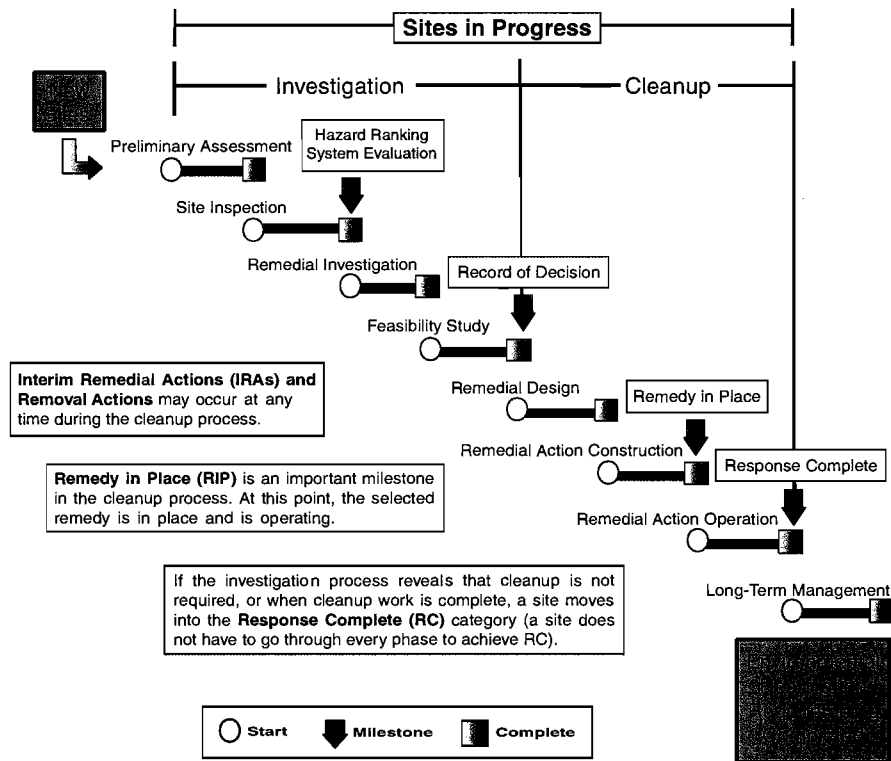 Sites in Progress
Investigation
Cleanup
Preliminary Assessment
Hazard Ranking
System Evaluation
Site Inspection
Remedial Investigation
Record of Decision
Feasibility Study
Interim Remedial Actions (IRAs) and
Removal Actions may occur at any
time during the cleanup process.
Remedial Design
Remedy in Place
Remedial Action Construction
Response Complete
Remedy in Place (RIP) is an important milestone
in the cleanup process. At this point, the selected
remedy is in place and is operating.
Remedial Action Operation
If the investigation process reveals that cleanup is not
required, or when cleanup work is complete, a site moves
into the Response Complete (RC) category (a site does
not have to go through every phase to achieve RC).
Long-Term Management
Start
Milestone
Complete